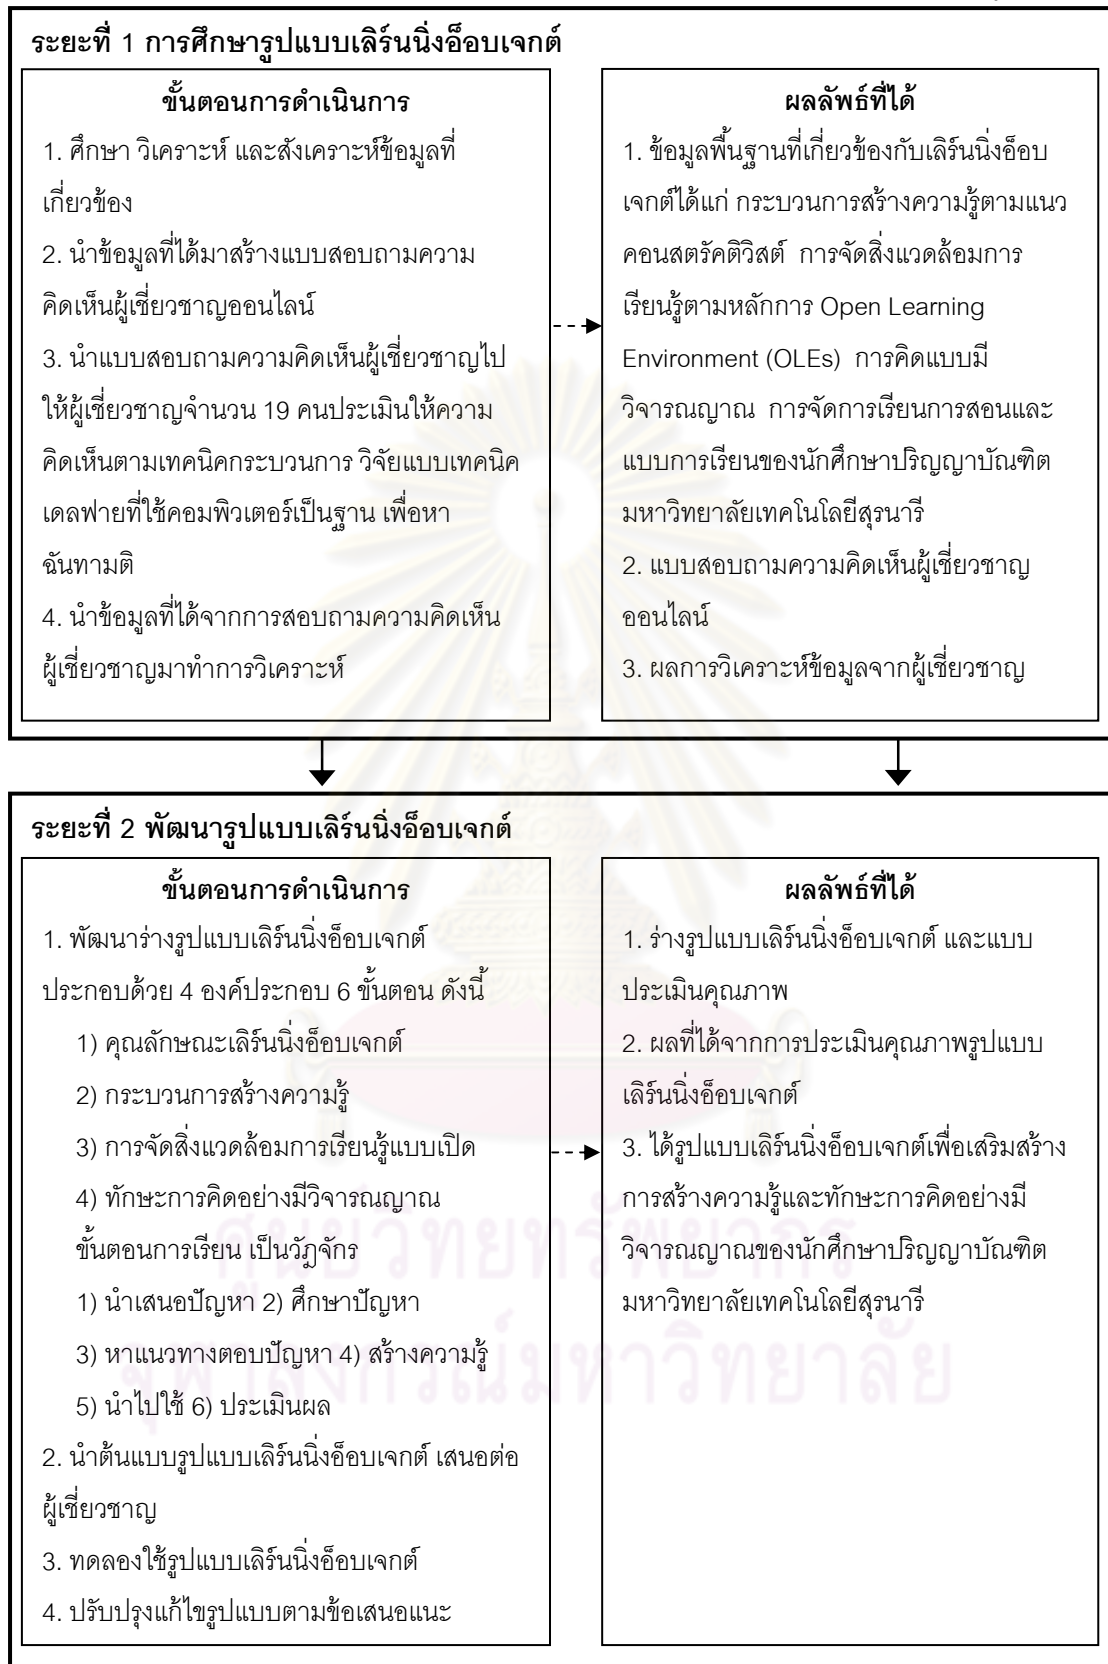 ระยะที่ 1 การศึกษารูปแบบเลิร์นนิ่งอ็อบเจกต์
ขั้นตอนการดำเนินการ
1. ศึกษา วิเคราะห์ และสังเคราะห์ข้อมูลที่
เกี่ยวข้อง
2. นำข้อมูลที่ได้มาสร้างแบบสอบถามความ
คิดเห็นผู้เชี่ยวชาญออนไลน์
3. นำแบบสอบถามความคิดเห็นผู้เชี่ยวชาญไป
ให้ผู้เชี่ยวชาญจำนวน 19 คนประเมินให้ความ
คิดเห็นตามเทคนิคกระบวนการ วิจัยแบบเทคนิค
เดลฟายที่ใช้คอมพิวเตอร์เป็นฐาน เพื่อหา
ฉันทามติ
4. นำข้อมูลที่ได้จากการสอบถามความคิดเห็น
ผู้เชี่ยวชาญมาทำการวิเคราะห์
ผลลัพธ์ที่ได้
1. ข้อมูลพื้นฐานที่เกี่ยวข้องกับเลิร์นนิ่งอ็อบ
เจกต์ได้แก่ กระบวนการสร้างความรู้ตามแนว
คอนสตรัคติวิสต์ การจัดสิ่งแวดล้อมการ
เรียนรู้ตามหลักการ Open Learning
Environment (OLEs) การคิดแบบมี
วิจารณญาณ การจัดการเรียนการสอนและ
แบบการเรียนของนักศึกษาปริญญาบัณฑิต
มหาวิทยาลัยเทคโนโลยีสุรนารี
2. แบบสอบถามความคิดเห็นผู้เชี่ยวชาญ
ออนไลน์
3. ผลการวิเคราะห์ข้อมูลจากผู้เชี่ยวชาญ
ระยะที่ 2 พัฒนารูปแบบเลิร์นนิ่งอ็อบเจกต์
ขั้นตอนการดำเนินการ
1. พัฒนาร่างรูปแบบเลิร์นนิ่งอ็อบเจกต์
ประกอบด้วย 4 องค์ประกอบ 6 ขั้นตอน ดังนี้
1) คุณลักษณะเลิร์นนิ่งอ็อบเจกต์
2) กระบวนการสร้างความรู้
3) การจัดสิ่งแวดล้อมการเรียนรู้แบบเปิด
4) ทักษะการคิดอย่างมีวิจารณญาณ
ขั้นตอนการเรียน เป็นวัฏจักร
1) นำเสนอปัญหา 2) ศึกษาปัญหา
3) หาแนวทางตอบปัญหา 4) สร้างความรู้
5) นำไปใช้ 6) ประเมินผล
2. นำต้นแบบรูปแบบเลิร์นนิ่งอ็อบเจกต์ เสนอต่อ
ผู้เชี่ยวชาญ
3. ทดลองใช้รูปแบบเลิร์นนิ่งอ็อบเจกต์
4. ปรับปรุงแก้ไขรูปแบบตามข้อเสนอแนะ
ผลลัพธ์ที่ได้
1. ร่างรูปแบบเลิร์นนิ่งอ็อบเจกต์ และแบบ
ประเมินคุณภาพ
2. ผลที่ได้จากการประเมินคุณภาพรูปแบบ
เลิร์นนิ่งอ็อบเจกต์
3. ได้รูปแบบเลิร์นนิ่งอ็อบเจกต์เพื่อเสริมสร้าง
การสร้างความรู้และทักษะการคิดอย่างมี
วิจารณญาณของนักศึกษาปริญญาบัณฑิต
มหาวิทยาลัยเทคโนโลยีสุรนารี
ศูนย์วิทยทรัพยากร
จุฬาลงกรณ์มหาวิทยาลัย